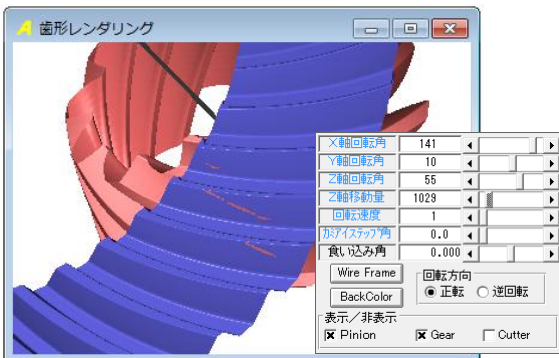 歯形レンダリング
X軸回転角 141
Y軸回転角 10
Z軸回転角 55
Z軸移動量 1029
回転速度 1
カミアイステップ角 0.0
食い込み角 0.000
Wire Frame
BackColor
回転方向
正転 逆回転
表示/非表示
Pinion Gear Cutter